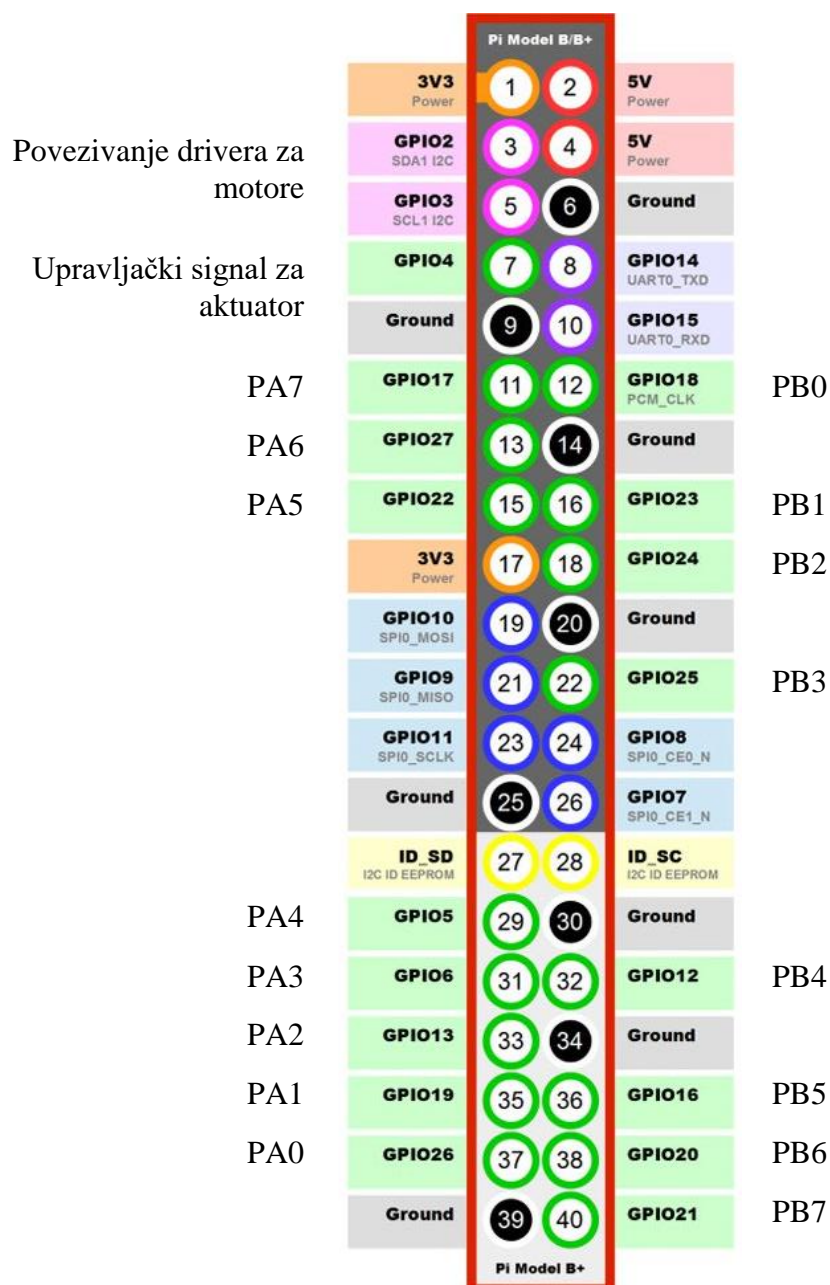 Pi Model B/B+
3V3 1 2 5V
Power Power
Povezivanje drivera za
motore
GPIO2 3 4 5V
SDA1 I2C Power
GPIO3 5 6 Ground
SCL1 I2C
Upravljački signal za
aktuator
GPIO4 7 8 GPIO14
UART0_TXD
Ground 9 10 GPIO15
UART0_RXD
PA7 GPIO17 11 12 GPIO18 PB0
PCM_CLK
PA6 GPIO27 13 14 Ground
PA5 GPIO22 15 16 GPIO23 PB1
3V3 17 18 GPIO24 PB2
Power
GPIO10 19 20 Ground
SPI0_MOSI
GPIO9 21 22 GPIO25 PB3
SPI0_MISO
GPIO11 23 24 GPIO8
SPI0_SCLK SPI0_CE0_N
Ground 25 26 GPIO7
SPI0_CE1_N
ID_SD 27 28 ID_SC
I2C ID EEPROM I2C ID EEPROM
PA4 GPIO5 29 30 Ground
PA3 GPIO6 31 32 GPIO12 PB4
PA2 GPIO13 33 34 Ground
PA1 GPIO19 35 36 GPIO16 PB5
PA0 GPIO26 37 38 GPIO20 PB6
Ground 39 40 GPIO21 PB7
Pi Model B+